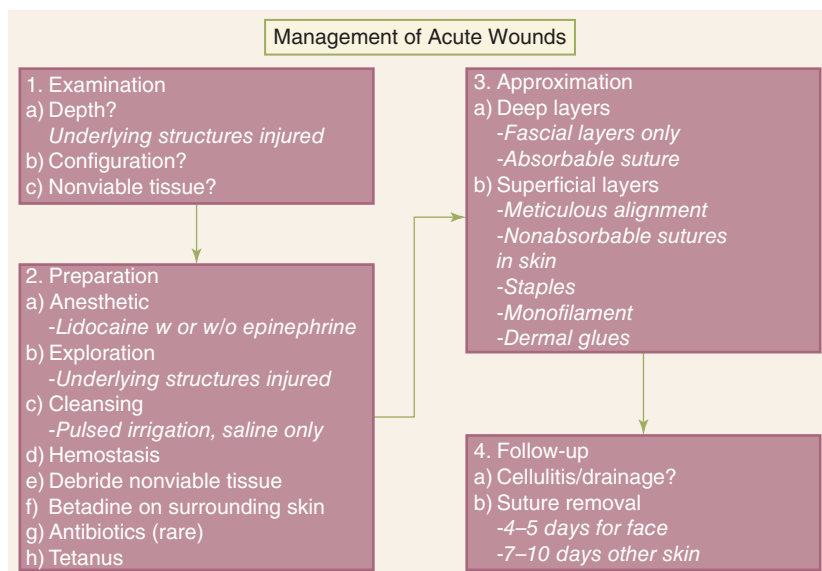 Management of Acute Wounds
1. Examination
a) Depth?
Underlying structures injured
b) Configuration?
c) Nonviable tissue?
2. Preparation
a) Anesthetic
-Lidocaine w or w/o epinephrine
b) Exploration
-Underlying structures injured
c) Cleansing
-Pulsed irrigation, saline only
d) Hemostasis
e) Debride nonviable tissue
f) Betadine on surrounding skin
g) Antibiotics (rare)
h) Tetanus
3. Approximation
a) Deep layers
-Fascial layers only
-Absorbable suture
b) Superficial layers
-Meticulous alignment
-Nonabsorbable sutures
in skin
-Staples
-Monofilament
-Dermal glues
4. Follow-up
a) Cellulitis/drainage?
b) Suture removal
-4–5 days for face
-7–10 days other skin